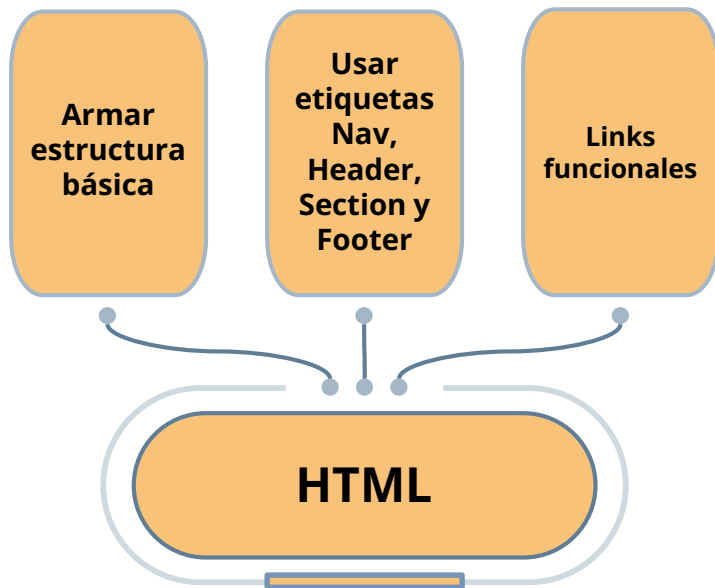 Armar
estructura
básica
Usar
etiquetas
Nav,
Header,
Section y
Footer
Links
funcionales
HTML